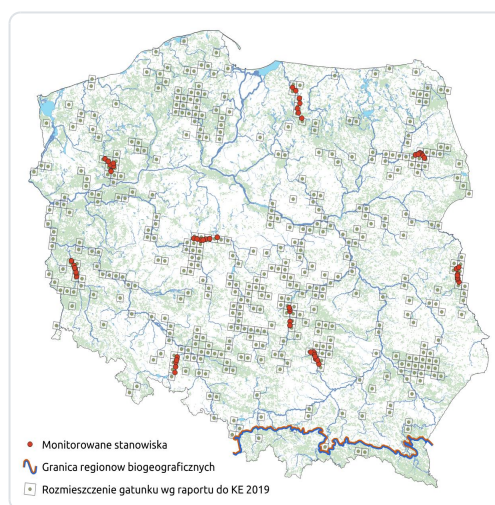 Monitorowane stanowiska
Granica regionow biogeograficznych
Rozmieszczenie gatunku wg raportu do KE 2019